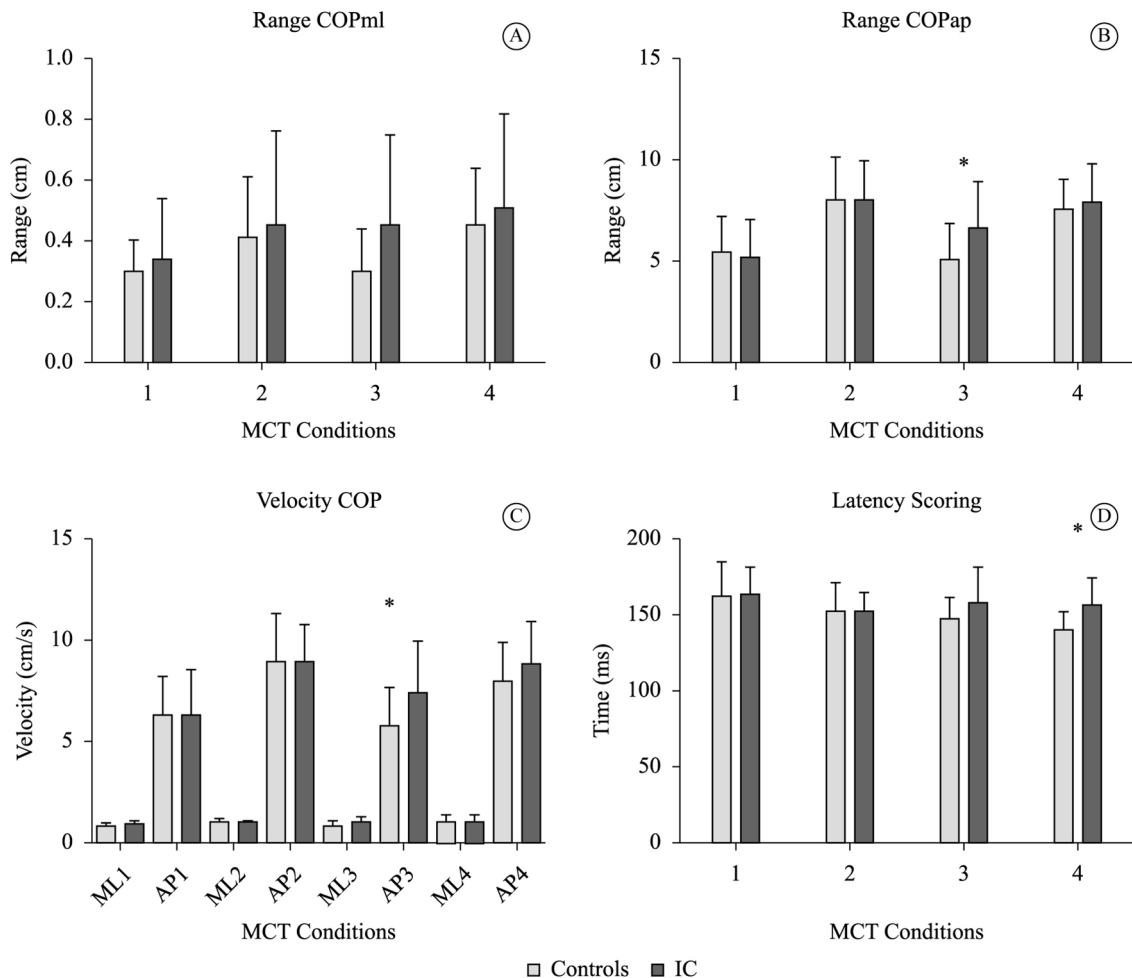 Range COPml
A
1.0
0.8
0.6
0.4
0.2
0.0
Range (cm)
1 2 3 4
MCT Conditions
Range COPap
B
15
10
5
0
Range (cm)
*
1 2 3 4
MCT Conditions
Velocity COP
C
15
10
5
0
Velocity (cm/s)
*
ML1 AP1 ML2 AP2 ML3 AP3 ML4 AP4
MCT Conditions
Latency Scoring
D
200
150
100
50
0
Time (ms)
*
1 2 3 4
MCT Conditions
Controls IC